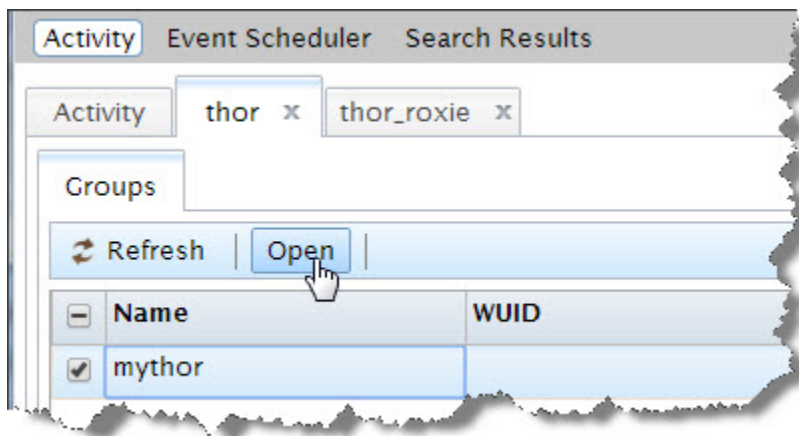 Activity Event Scheduler Search Results
Activity thor x thor_roxie x
Groups
Refresh Open
Name WUID
mythor